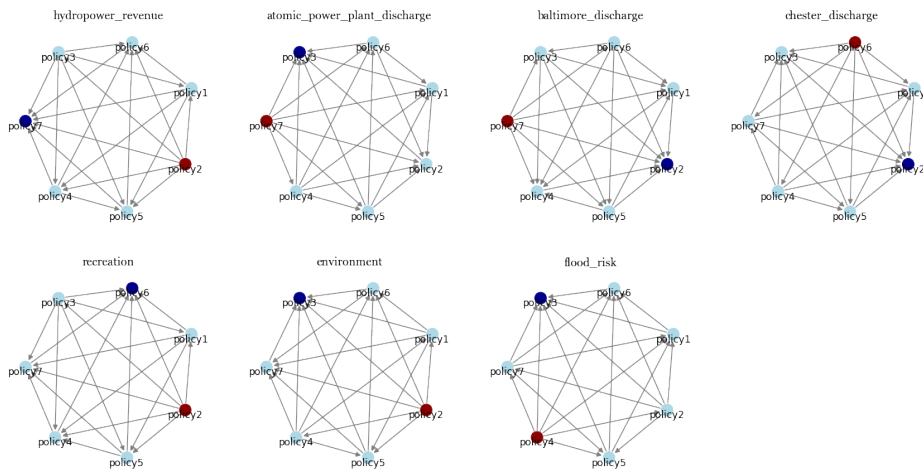 hydropower_revenue
policy6
policy3
policy1
policy7
policy2
policy4
policy5
atomic_power_plant_discharge
policy6
policy3
policy1
policy7
policy2
policy4
policy5
baltimore_discharge
policy6
policy3
policy1
policy7
policy2
policy4
policy5
chester_discharge
policy6
policy3
policy1
policy7
policy2
policy4
policy5
recreation
policy6
policy3
policy1
policy7
policy2
policy4
policy5
environment
policy6
policy3
policy1
policy7
policy2
policy4
policy5
flood_risk
policy6
policy3
policy1
policy7
policy2
policy4
policy5